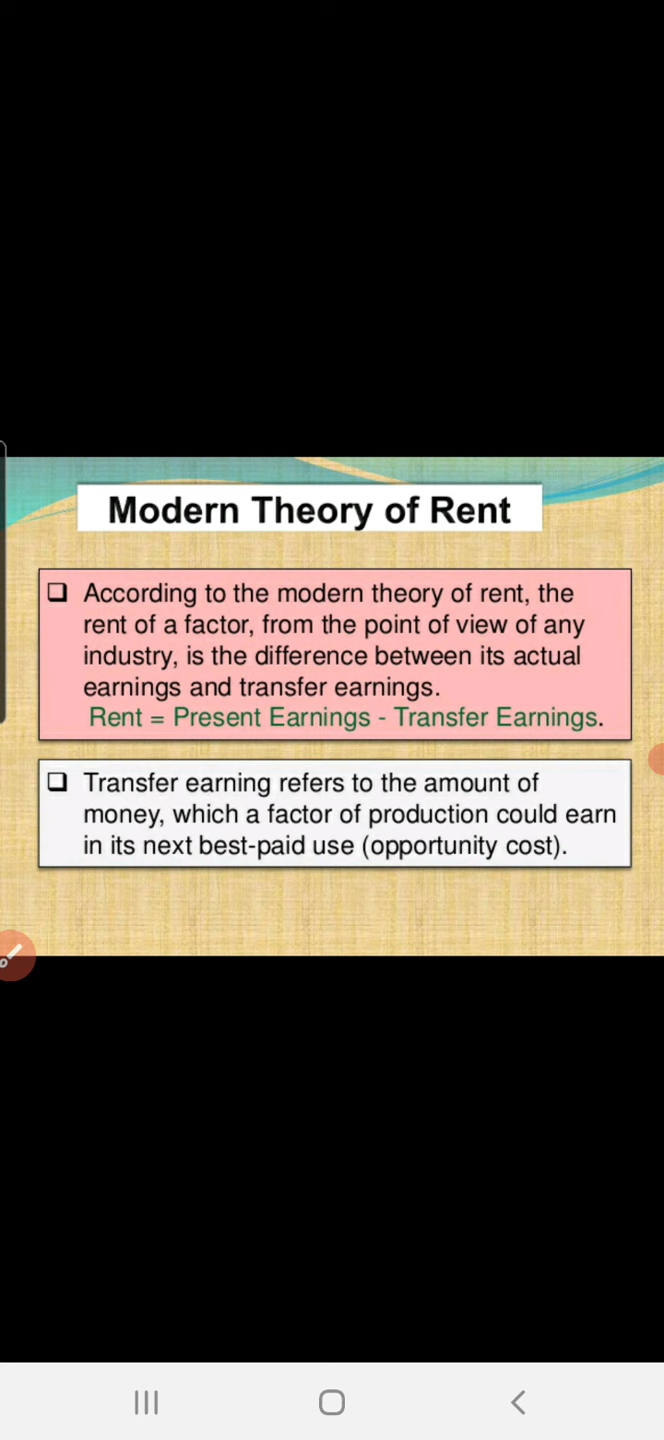 Modern Theory of Rent
❑ According to the modern theory of rent, the
rent of a factor, from the point of view of any
industry, is the difference between its actual
earnings and transfer earnings.
Rent = Present Earnings - Transfer Earnings.
❑ Transfer earning refers to the amount of
money, which a factor of production could earn
in its next best-paid use (opportunity cost).